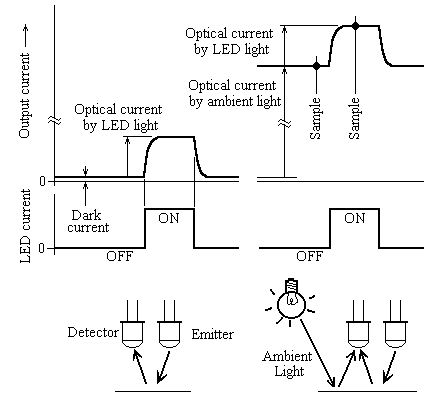 Output current
LED current
Optical current
by LED light
0
Dark
current
0
ON
OFF
Optical current
by LED light
Optical current
by ambient light
Sample
Sample
ON
OFF
Detector
Emitter
Ambient
Light